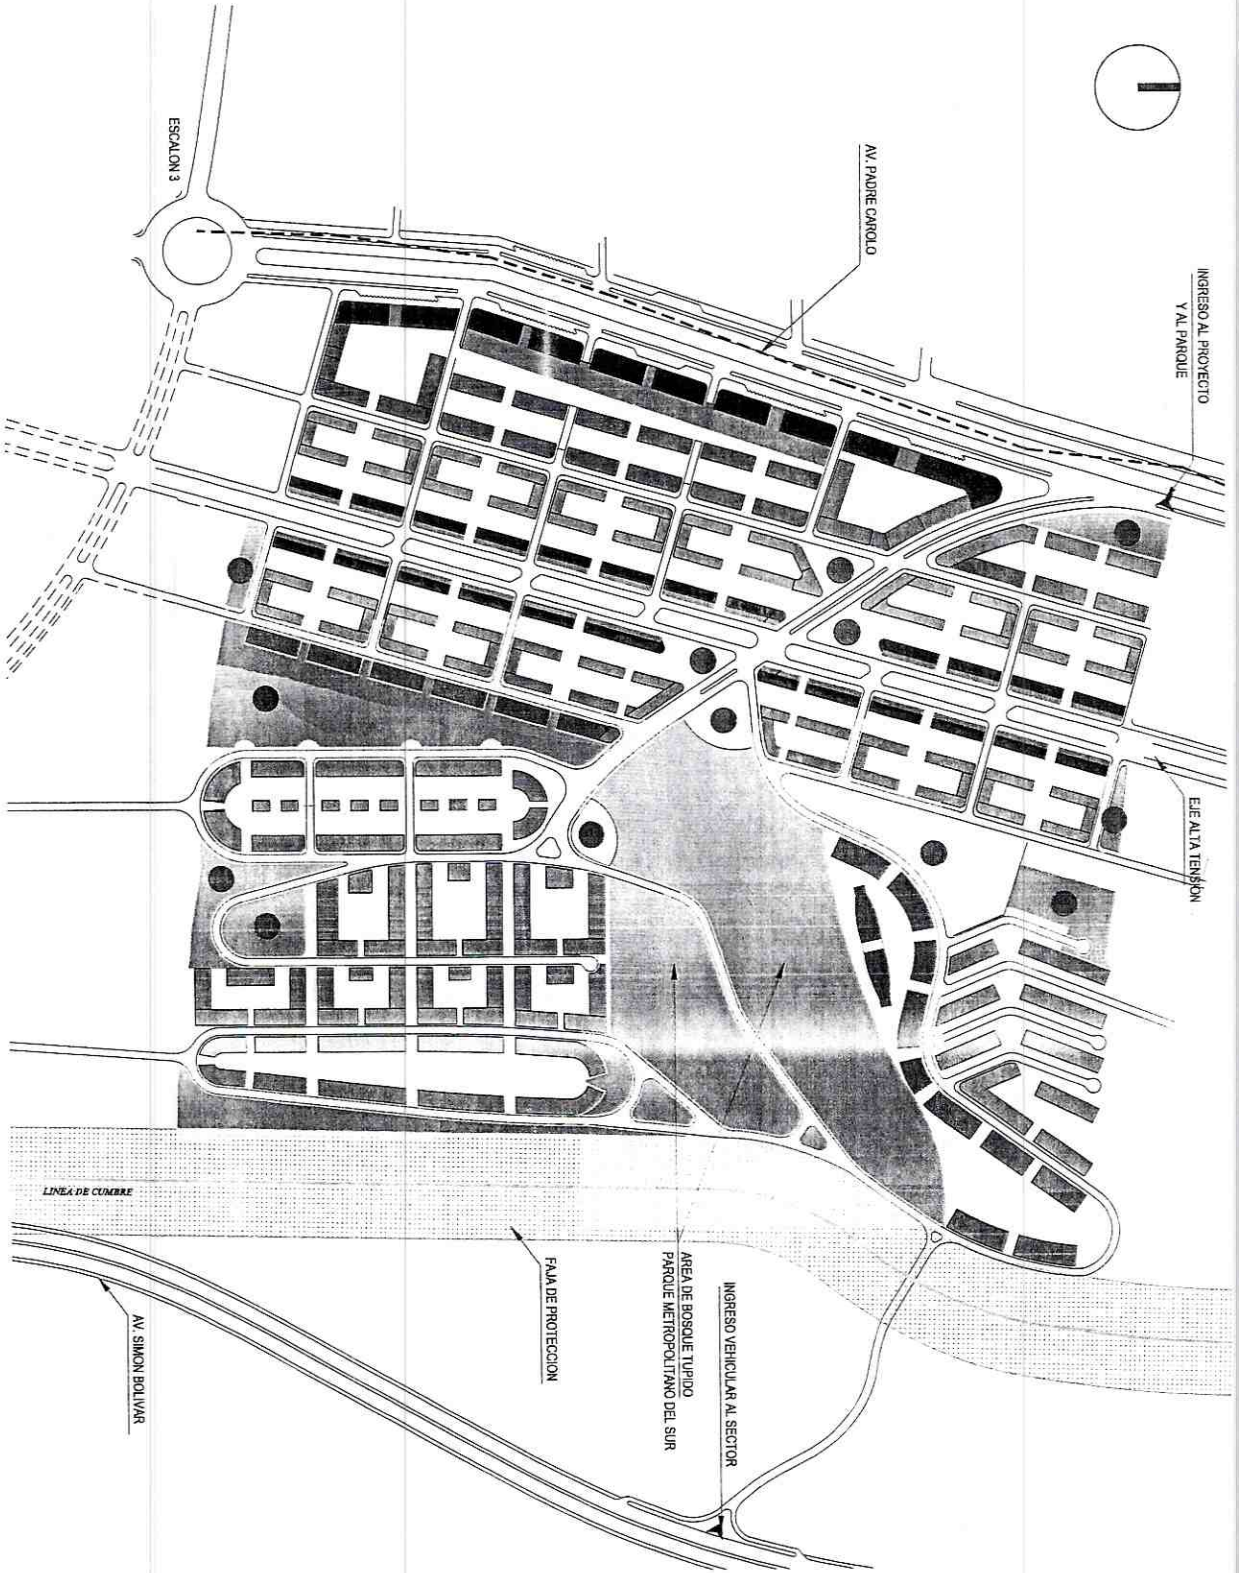 INGRESO AL PROYECTO
Y AL PARQUE
AV. PADRE CAROLO
ESCALON 3
EJE ALTA TENSIÓN
LINEA DE CUMBRE
AREA DE BOSQUE TUPIDO
PARQUE METROPOLITANO DEL SUR
INGRESO VEHICULAR AL SECTOR
FAJA DE PROTECCION
AV. SIMON BOLIVAR